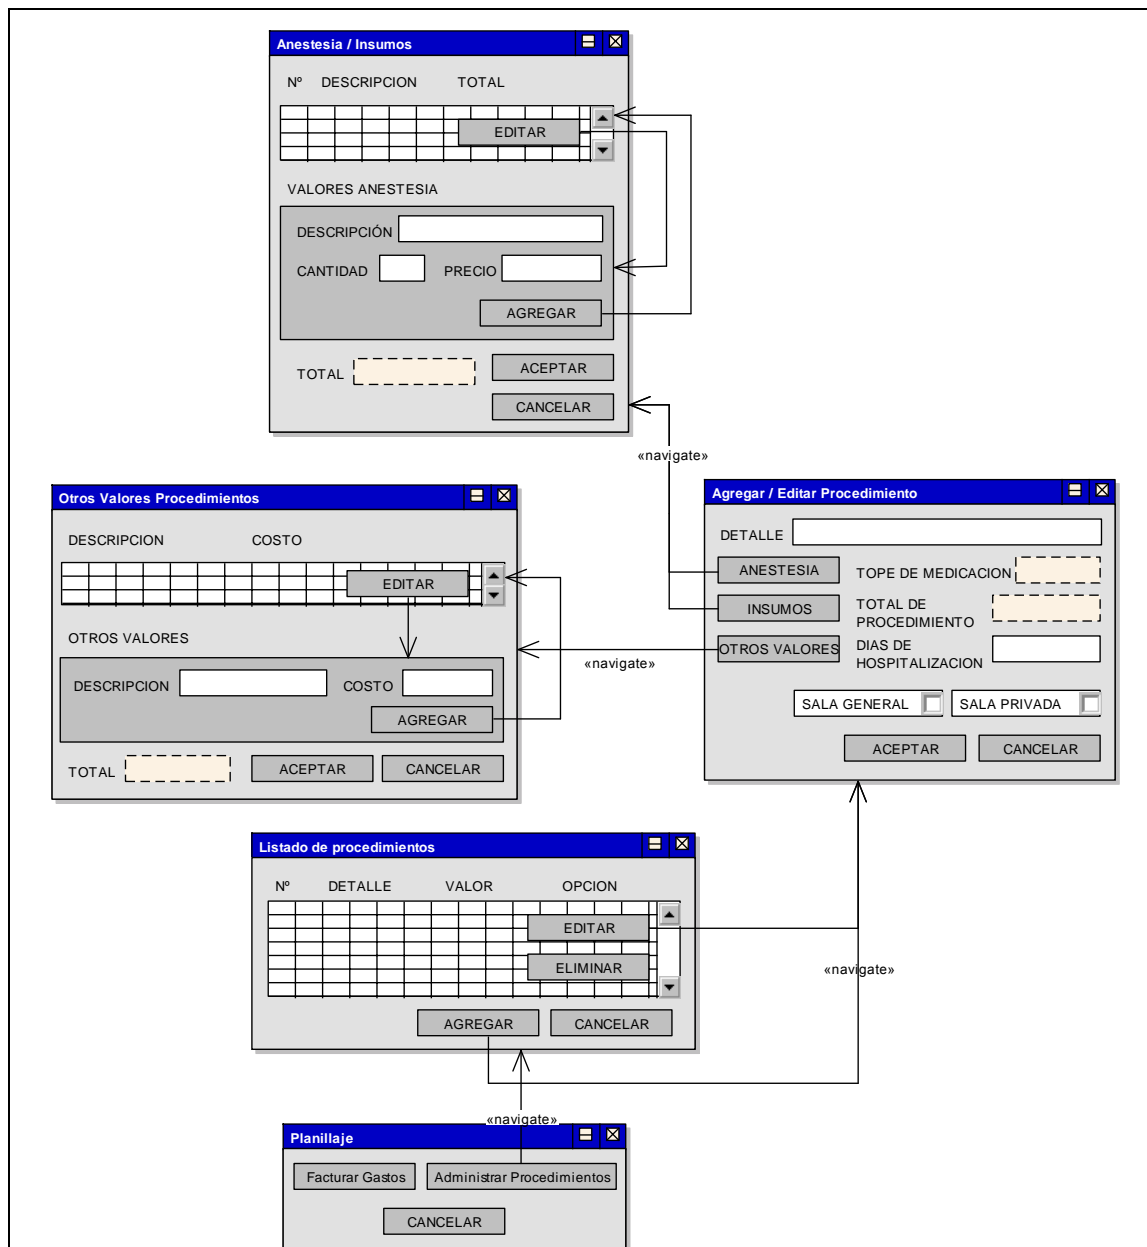 Anestesia / Insumos
Nº DESCRIPCION TOTAL
EDITAR
VALORES ANESTESIA
DESCRIPCIÓN
CANTIDAD PRECIO
AGREGAR
TOTAL ACEPTAR
CANCELAR
«navigate»
Otros Valores Procedimientos
DESCRIPCION COSTO
EDITAR
OTROS VALORES
DESCRIPCION COSTO
AGREGAR
TOTAL ACEPTAR CANCELAR
«navigate»
Agregar / Editar Procedimiento
DETALLE
ANESTESIA TOPE DE MEDICACION
INSUMOS TOTAL DE
PROCEDIMIENTO
OTROS VALORES DIAS DE
HOSPITALIZACION
SALA GENERAL SALA PRIVADA
ACEPTAR CANCELAR
Listado de procedimientos
Nº DETALLE VALOR OPCION
EDITAR
ELIMINAR
AGREGAR CANCELAR
«navigate»
«navigate»
Planillaje
Facturar Gastos Administrar Procedimientos
CANCELAR